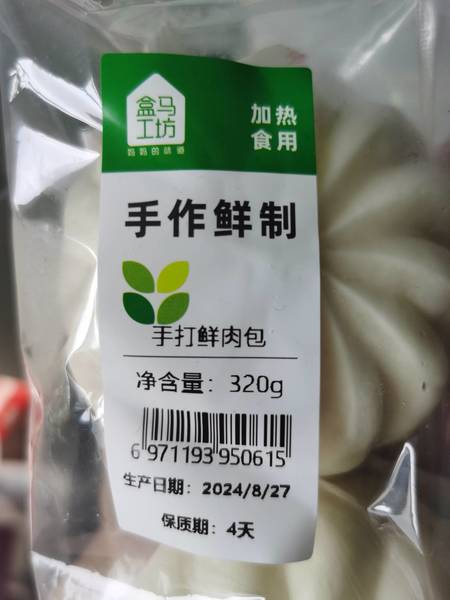 盒马
工坊
妈妈的味道
加热
食用
手作鲜制
手打鲜肉包
净含量：320g
6 971193 950615
生产日期：2024/8/27
保质期：4天